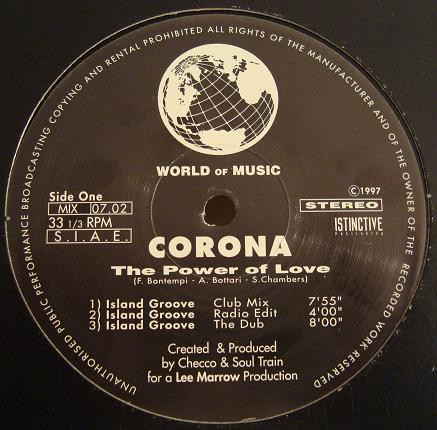 UNAUTHORISED PUBLIC PERFORMANCE BROADCASTING COPYING AND RENTAL PROHIBITED ALL RIGHTS OF THE MANUFACTURER AND OF THE OWNER OF THE RECORDED WORK RESERVED
WORLD OF MUSIC
Side One
MIX 07.02
33 1/3 RPM
S.I.A.E.
©1997
STEREO
ISTINCTIVE
CORONA
The Power of Love
(F. Bontempi - A. Battari - S.Chambers)
1) Island Groove Club Mix 7'55"
2) Island Groove Radio Edit 4'00"
3) Island Groove The Dub 8'00"
Created & Produced
by Checco & Soul Train
for a Lee Marrow Production